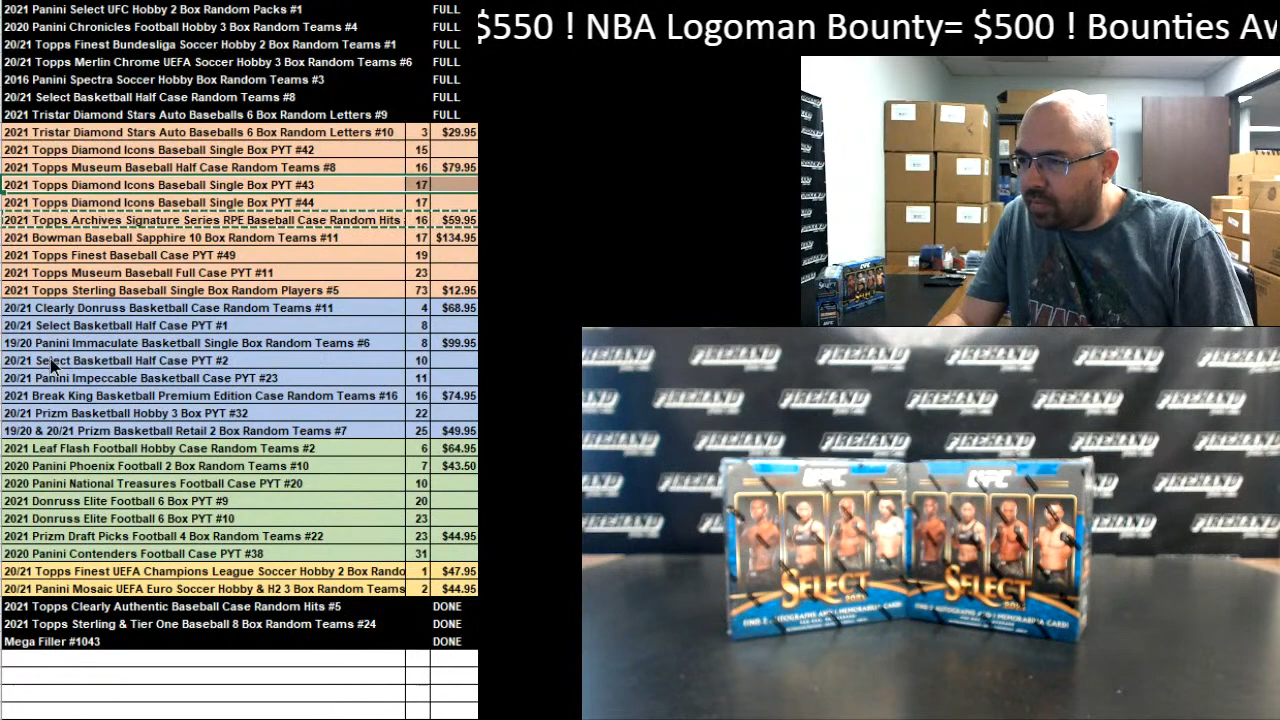 2021 Panini Select UFC Hobby 2 Box Random Packs #1 FULL
2020 Panini Chronicles Football Hobby 3 Box Random Teams #4 FULL
20/21 Topps Finest Bundesliga Soccer Hobby 2 Box Random Teams #1 FULL
20/21 Topps Merlin Chrome UEFA Soccer Hobby 3 Box Random Teams #6 FULL
2016 Panini Spectra Soccer Hobby Box Random Teams #3 FULL
20/21 Select Basketball Half Case Random Teams #8 FULL
2021 Tristar Diamond Stars Auto Baseballs 6 Box Random Letters #9 FULL
2021 Tristar Diamond Stars Auto Baseballs 6 Box Random Letters #10 3 $29.95
2021 Topps Diamond Icons Baseball Single Box PYT #42 15
2021 Topps Museum Baseball Half Case Random Teams #8 16 $79.95
2021 Topps Diamond Icons Baseball Single Box PYT #43 17
2021 Topps Diamond Icons Baseball Single Box PYT #44 17
2021 Topps Archives Signature Series RPE Baseball Case Random Hits 16 $59.95
2021 Bowman Baseball Sapphire 10 Box Random Teams #11 17 $134.95
2021 Topps Finest Baseball Case PYT #49 19
2021 Topps Museum Baseball Full Case PYT #11 23
2021 Topps Sterling Baseball Single Box Random Players #5 73 $12.95
20/21 Clearly Donruss Basketball Case Random Teams #11 4 $68.95
20/21 Select Basketball Half Case PYT #1 8
19/20 Panini Immaculate Basketball Single Box Random Teams #6 8 $99.95
20/21 Select Basketball Half Case PYT #2 10
20/21 Panini Impeccable Basketball Case PYT #23 11
2021 Break King Basketball Premium Edition Case Random Teams #16 16 $74.95
20/21 Prizm Basketball Hobby 3 Box PYT #32 22
19/20 & 20/21 Prizm Basketball Retail 2 Box Random Teams #7 25 $49.95
2021 Leaf Flash Football Hobby Case Random Teams #2 6 $64.95
2020 Panini Phoenix Football 2 Box Random Teams #10 7 $43.50
2020 Panini National Treasures Football Case PYT #20 10
2021 Donruss Elite Football 6 Box PYT #9 20
2021 Donruss Elite Football 6 Box PYT #10 23
2021 Prizm Draft Picks Football 4 Box Random Teams #22 23 $44.95
2020 Panini Contenders Football Case PYT #38 31
20/21 Topps Finest UEFA Champions League Soccer Hobby 2 Box Rando 1 $47.95
20/21 Panini Mosaic UEFA Euro Soccer Hobby & H2 3 Box Random Teams 2 $44.95
2021 Topps Clearly Authentic Baseball Case Random Hits #5 DONE
2021 Topps Sterling & Tier One Baseball 8 Box Random Teams #24 DONE
Mega Filler #1043 DONE
$550 ! NBA Logoman Bounty= $500 ! Bounties Aw
FIREHAND
UFC UFC
SELECT SELECT
2021 2021